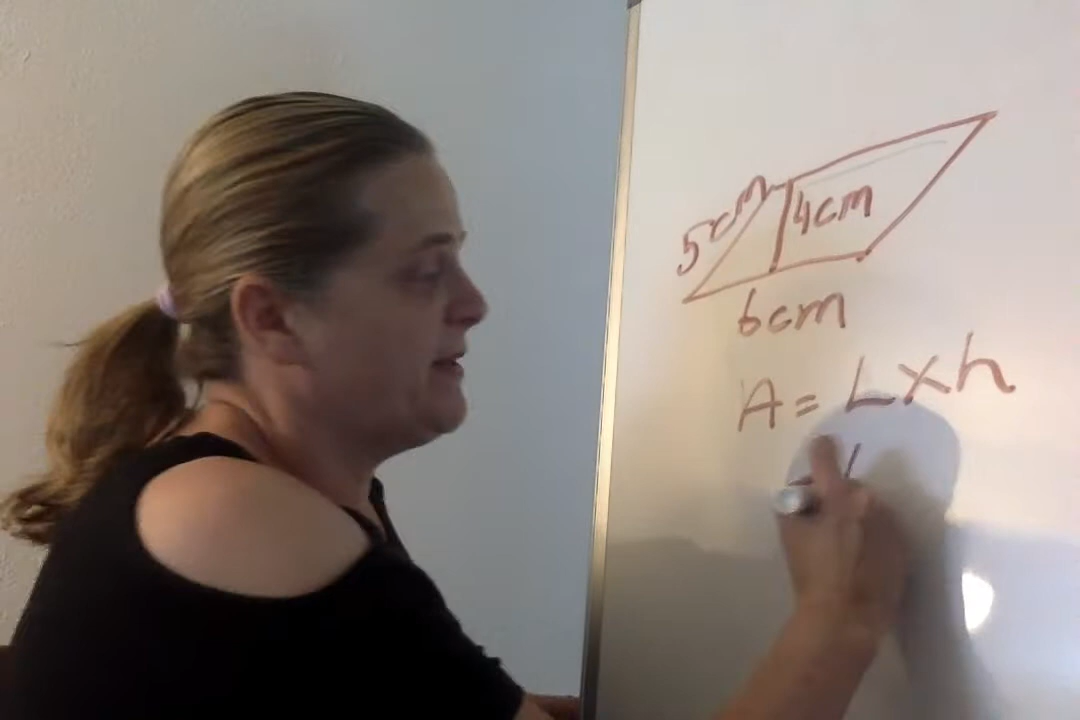 5cm
4cm
6cm
A = L x h
=